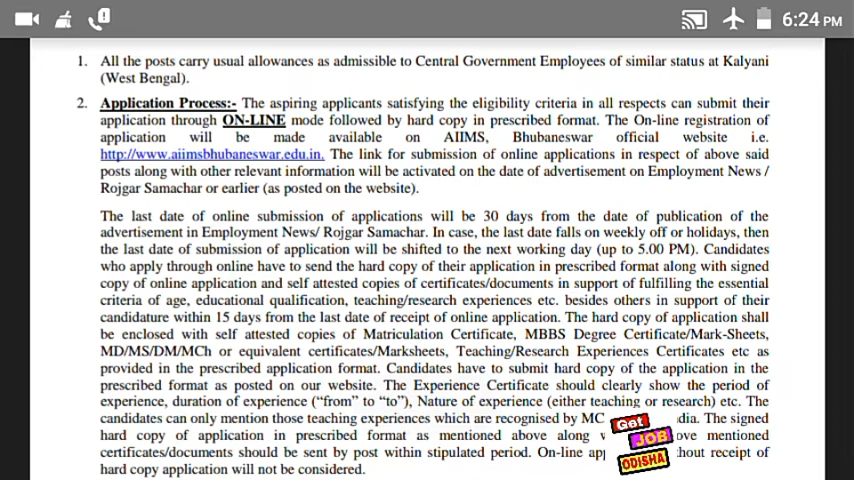 6:24 PM
1. All the posts carry usual allowances as admissible to Central Government Employees of similar status at Kalyani
(West Bengal).
2. Application Process:- The aspiring applicants satisfying the eligibility criteria in all respects can submit their
application through ON-LINE mode followed by hard copy in prescribed format. The On-line registration of
application will be made available on AIIMS, Bhubaneswar official website i.e.
http://www.aiimsbhubaneswar.edu.in. The link for submission of online applications in respect of above said
posts along with other relevant information will be activated on the date of advertisement on Employment News /
Rojgar Samachar or earlier (as posted on the website).
The last date of online submission of applications will be 30 days from the date of publication of the
advertisement in Employment News/ Rojgar Samachar. In case, the last date falls on weekly off or holidays, then
the last date of submission of application will be shifted to the next working day (up to 5.00 PM). Candidates
who apply through online have to send the hard copy of their application in prescribed format along with signed
copy of online application and self attested copies of certificates/documents in support of fulfilling the essential
criteria of age, educational qualification, teaching/research experiences etc. besides others in support of their
candidature within 15 days from the last date of receipt of online application. The hard copy of application shall
be enclosed with self attested copies of Matriculation Certificate, MBBS Degree Certificate/Mark-Sheets,
MD/MS/DM/MCh or equivalent certificates/Marksheets, Teaching/Research Experiences Certificates etc as
provided in the prescribed application format. Candidates have to submit hard copy of the application in the
prescribed format as posted on our website. The Experience Certificate should clearly show the period of
experience, duration of experience ("from" to "to"), Nature of experience (either teaching or research) etc. The
candidates can only mention those teaching experiences which are recognised by
hard copy of application in prescribed format as mentioned above along mentioned
certificates/documents should be sent by post within stipulated period. On-line receipt of
hard copy application will not be considered.
The signed
Get
JOB
ODISHA